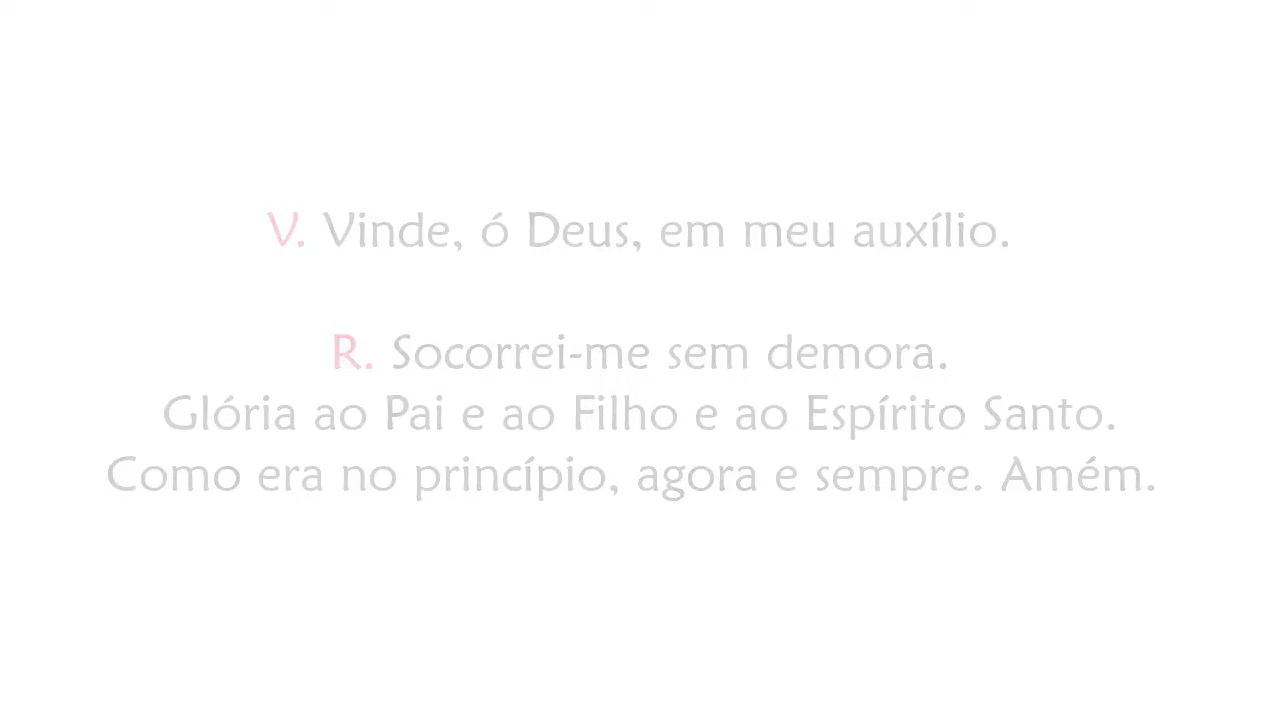 V. Vinde, ó Deus, em meu auxílio.
R. Socorrei-me sem demora.
Glória ao Pai e ao Filho e ao Espírito Santo.
Como era no princípio, agora e sempre. Amém.